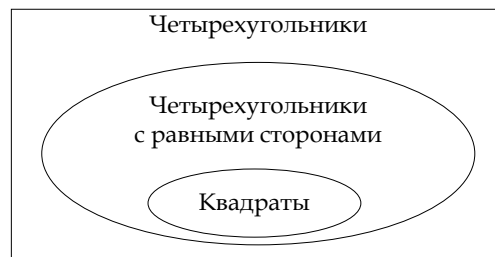 Четырехугольники
Четырехугольники
с равными сторонами
Квадраты